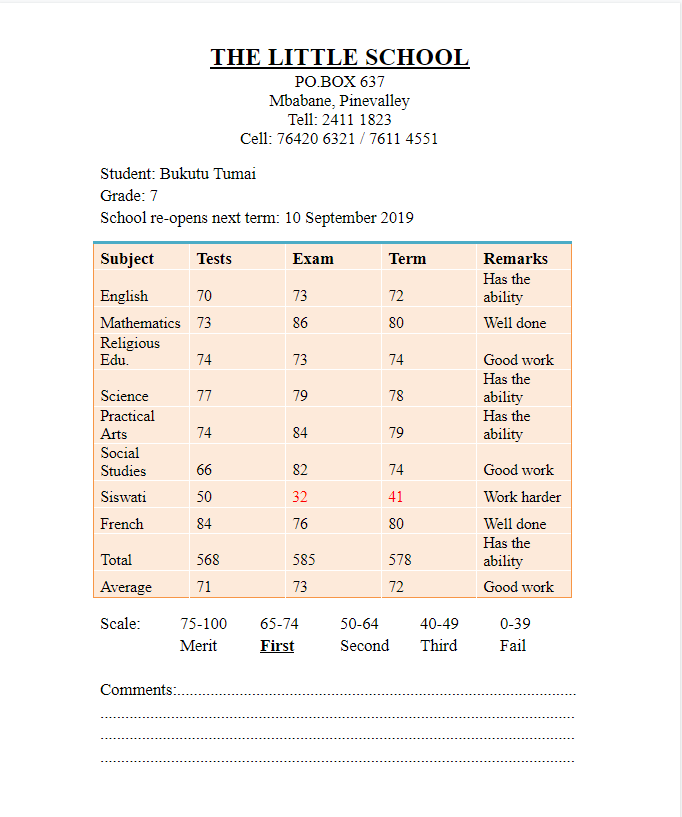 THE LITTLE SCHOOL
PO.BOX 637
Mbabane, Pinevalley
Tell: 2411 1823
Cell: 76420 6321 / 7611 4551
Student: Bukutu Tumai
Grade: 7
School re-opens next term: 10 September 2019
Subject Tests Exam Term Remarks
English 70 73 72 Has the ability
Mathematics 73 86 80 Well done
Religious Edu. 74 73 74 Good work
Science 77 79 78 Has the ability
Practical Arts 74 84 79 Has the ability
Social Studies 66 82 74 Good work
Siswati 50 32 41 Work harder
French 84 76 80 Well done
Total 568 585 578 Has the ability
Average 71 73 72 Good work
Scale: 75-100 65-74 50-64 40-49 0-39
Merit First Second Third Fail
Comments: